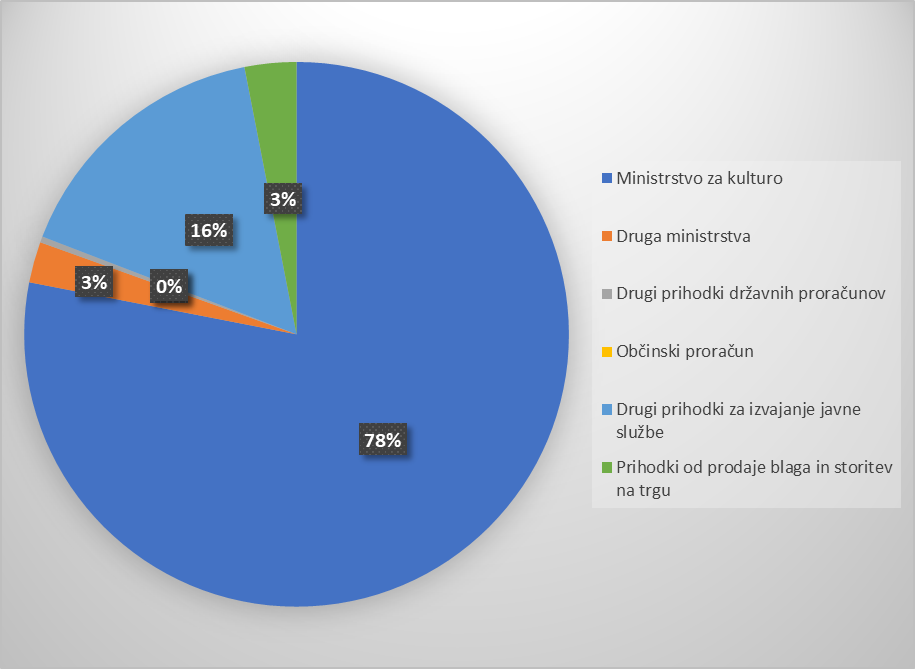 3%
16%
3%
0%
78%
Ministrstvo za kulturo
Druga ministrstva
Drugi prihodki državnih proračunov
Občinski proračun
Drugi prihodki za izvajanje javne
službe
Prihodki od prodaje blaga in storitev
na trgu